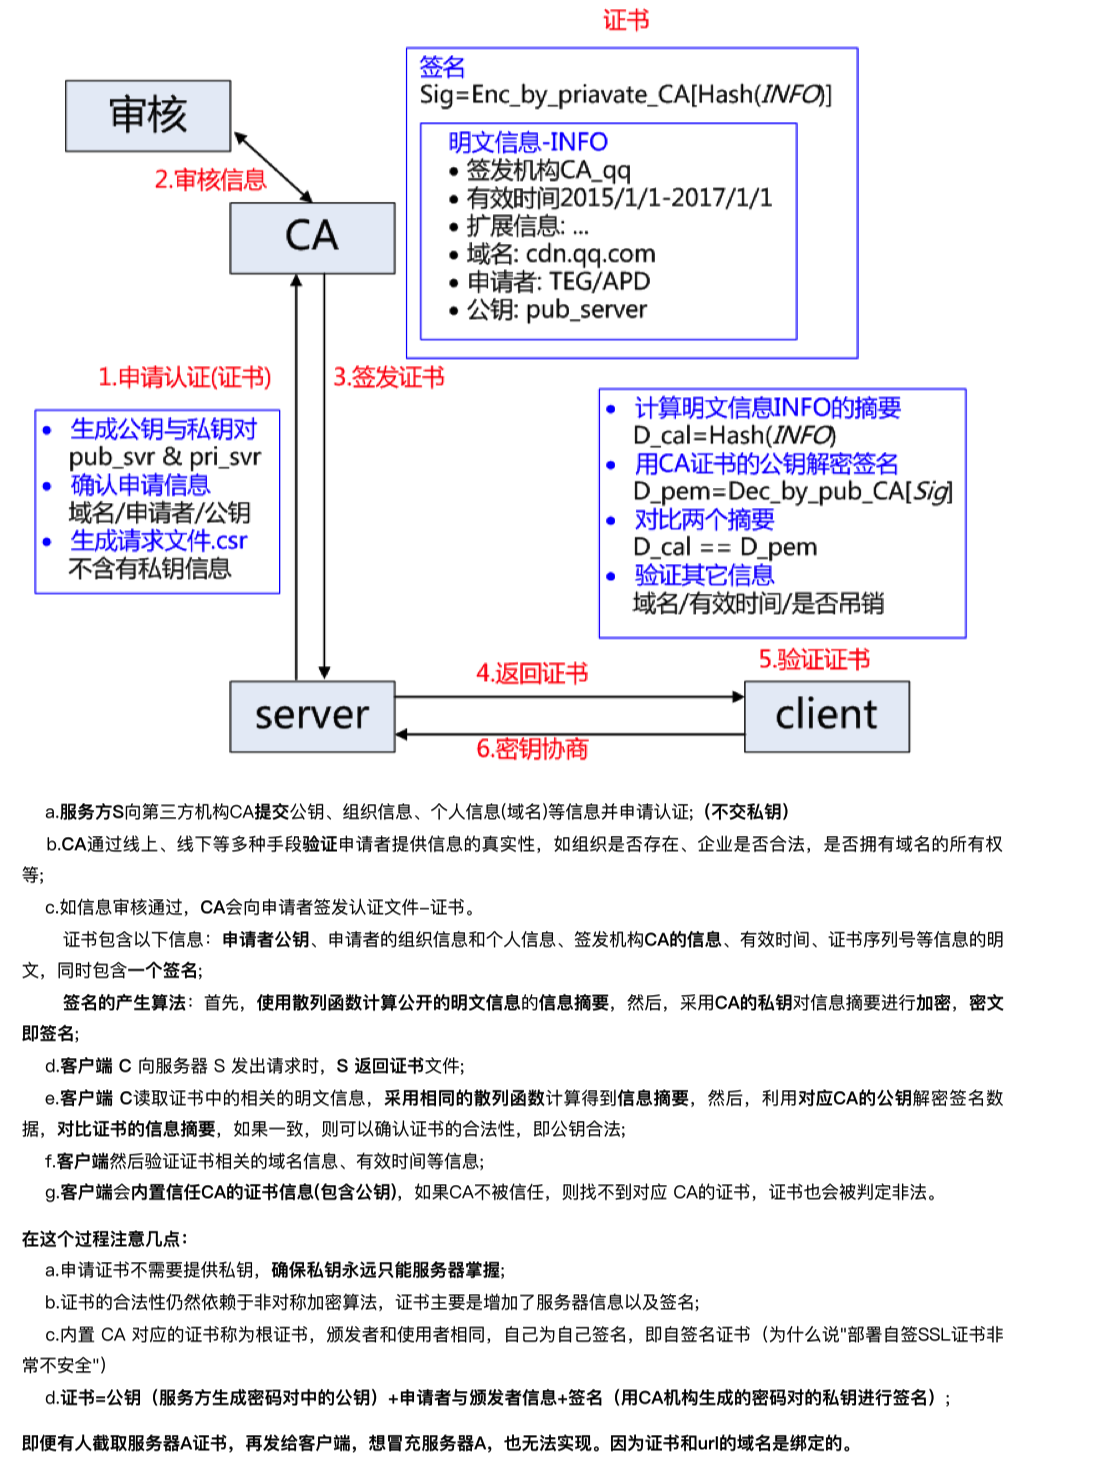 证书
签名
Sig=Enc_by_priavate_CA[Hash(INFO)]
明文信息-INFO
• 签发机构CA_qq
• 有效时间2015/1/1-2017/1/1
• 扩展信息: ...
• 域名: cdn.qq.com
• 申请者: TEG/APD
• 公钥: pub_server
审核
2.审核信息
CA
1.申请认证(证书)
3.签发证书
• 生成公钥与私钥对
pub_svr & pri_svr
• 确认申请信息
域名/申请者/公钥
• 生成请求文件.csr
不含有私钥信息
• 计算明文信息INFO的摘要
D_cal=Hash(INFO)
• 用CA证书的公钥解密签名
D_pem=Dec_by_pub_CA[Sig]
• 对比两个摘要
D_cal == D_pem
• 验证其它信息
域名/有效时间/是否吊销
5.验证证书
4.返回证书
server
client
6.密钥协商
a.服务方S向第三方机构CA提交公钥、组织信息、个人信息(域名)等信息并申请认证;（不交私钥）
b.CA通过线上、线下等多种手段验证申请者提供信息的真实性，如组织是否存在、企业是否合法，是否拥有域名的所有权
等;
c.如信息审核通过，CA会向申请者签发认证文件-证书。
证书包含以下信息：申请者公钥、申请者的组织信息和个人信息、签发机构CA的信息、有效时间、证书序列号等信息的明
文，同时包含一个签名;
签名的产生算法：首先，使用散列函数计算公开的明文信息的信息摘要，然后，采用CA的私钥对信息摘要进行加密，密文
即签名;
d.客户端 C 向服务器 S 发出请求时，S 返回证书文件;
e.客户端 C读取证书中的相关的明文信息，采用相同的散列函数计算得到信息摘要，然后，利用对应CA的公钥解密签名数
据，对比证书的信息摘要，如果一致，则可以确认证书的合法性，即公钥合法;
f.客户端然后验证证书相关的域名信息、有效时间等信息;
g.客户端会内置信任CA的证书信息(包含公钥)，如果CA不被信任，则找不到对应 CA的证书，证书也会被判定非法。
在这个过程注意几点：
a.申请证书不需要提供私钥，确保私钥永远只能服务器掌握;
b.证书的合法性仍然依赖于非对称加密算法，证书主要是增加了服务器信息以及签名;
c.内置 CA 对应的证书称为根证书，颁发者和使用者相同，自己为自己签名，即自签名证书（为什么说"部署自签SSL证书非
常不安全"）
d.证书=公钥（服务方生成密码对中的公钥）+申请者与颁发者信息+签名（用CA机构生成的密码对的私钥进行签名）;
即便有人截取服务器A证书，再发给客户端，想冒充服务器A，也无法实现。因为证书和url的域名是绑定的。